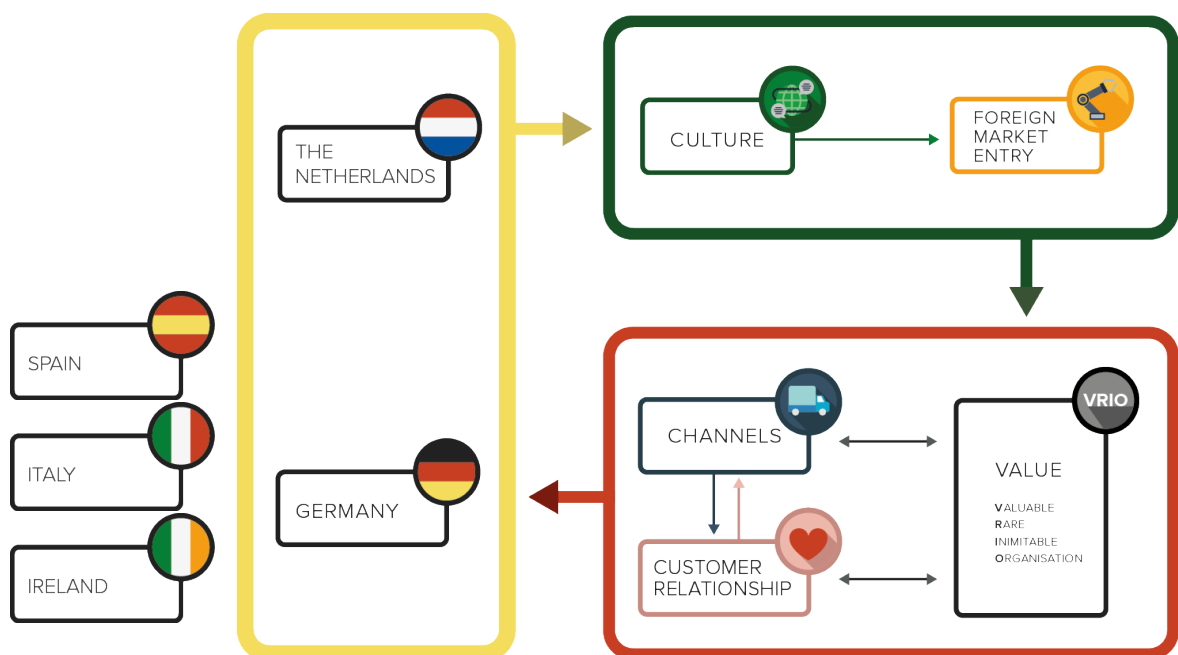 THE
NETHERLANDS
CULTURE
FOREIGN
MARKET
ENTRY
SPAIN
ITALY
IRELAND
GERMANY
CHANNELS
CUSTOMER
RELATIONSHIP
VRIO
VALUE
VALUABLE
RARE
INIMITABLE
ORGANISATION